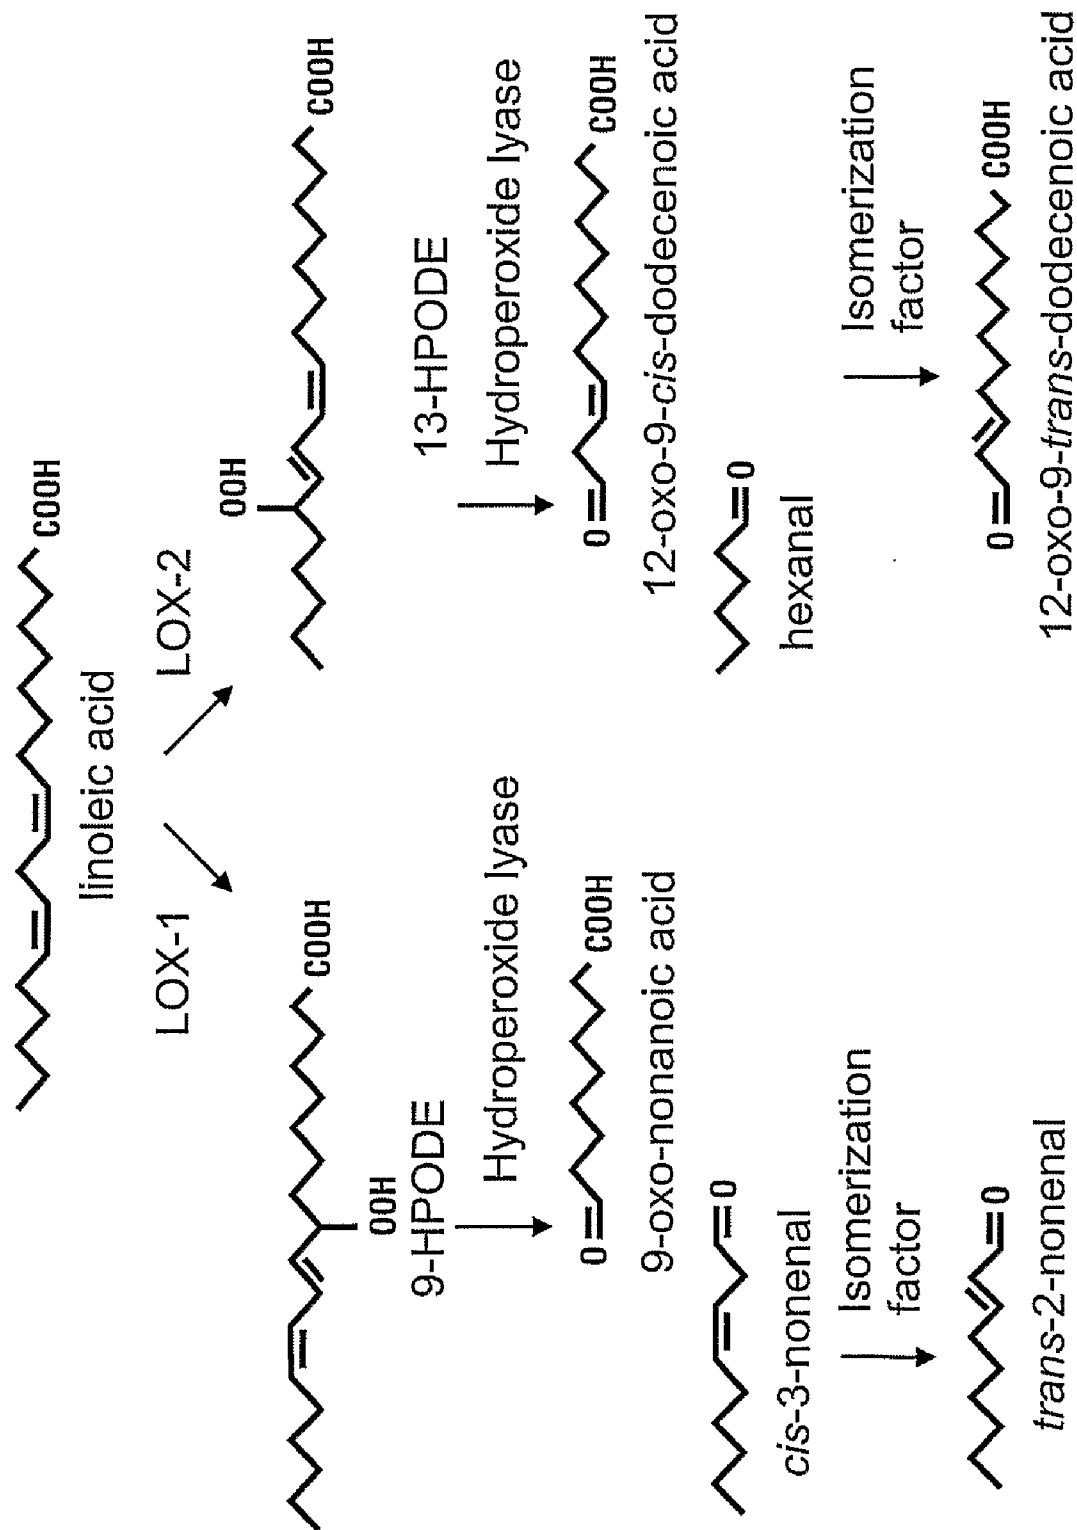 COOH
linoleic acid
LOX-1
LOX-2
COOH
OOH
9-HPODE
Hydroperoxide lyase
O
COOH
9-oxo-nonanoic acid
O
cis-3-nonenal
Isomerization
factor
O
trans-2-nonenal
OOH
COOH
13-HPODE
Hydroperoxide lyase
O
COOH
12-oxo-9-cis-dodecenoic acid
O
hexanal
Isomerization
factor
O
COOH
12-oxo-9-trans-dodecenoic acid